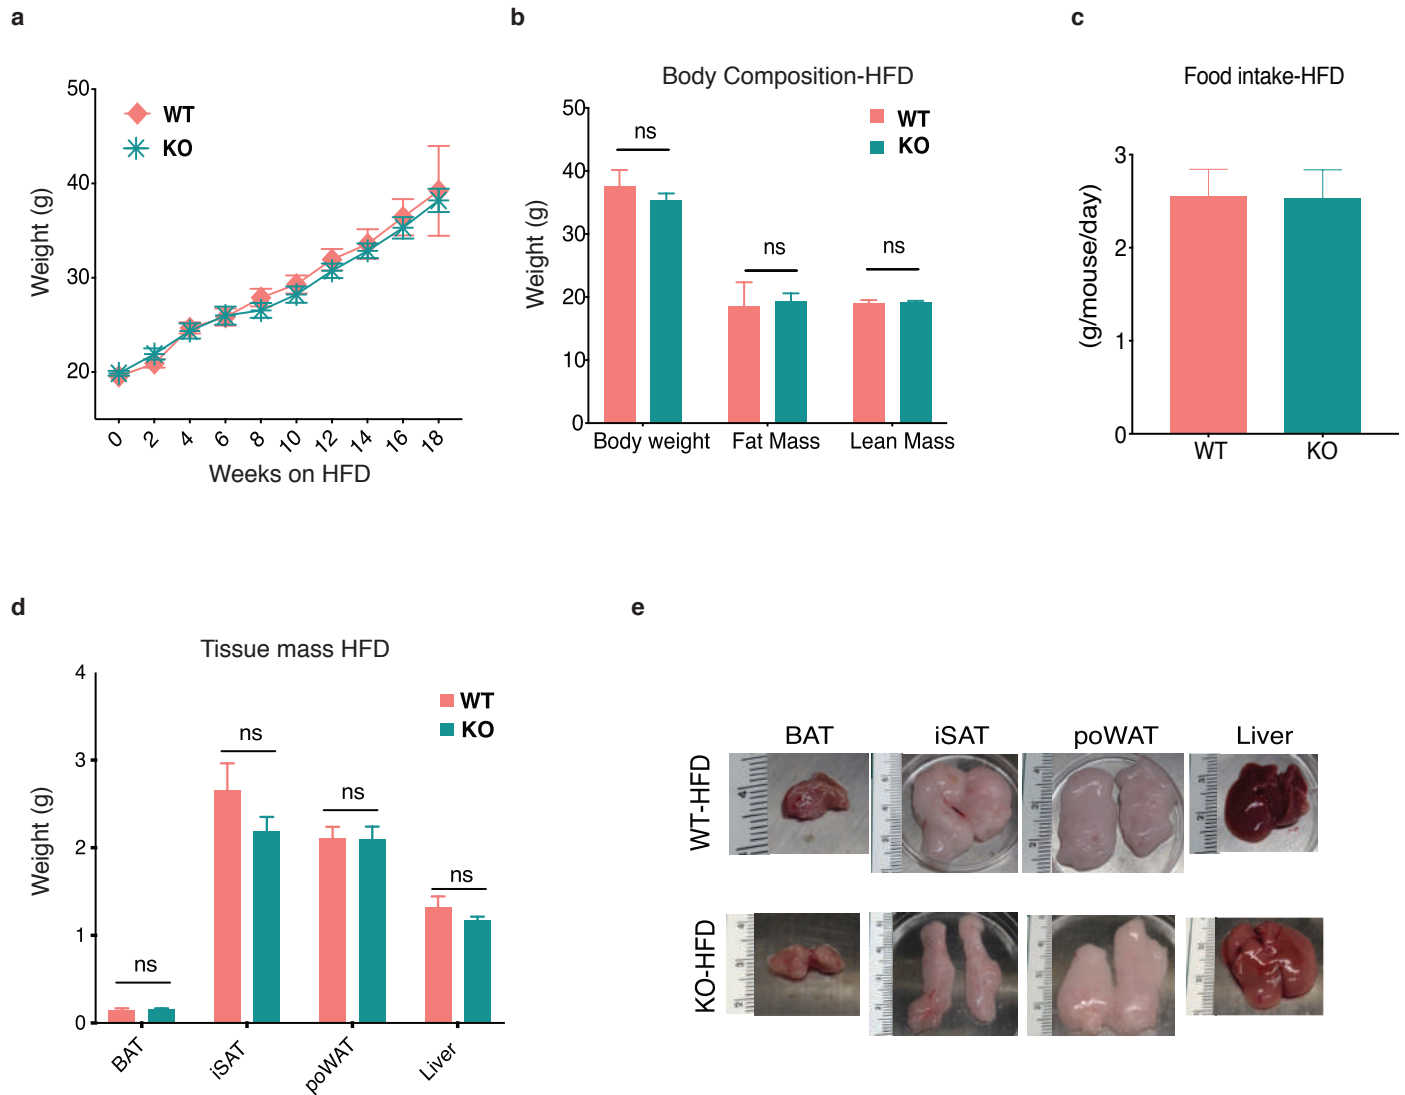 a
50
40
30
20
Weight (g)
WT
KO
0 2 4 6 8 10 12 14 16 18
Weeks on HFD
b
Body Composition-HFD
50
40
30
20
10
0
Weight (g)
WT
KO
ns
ns
ns
Body weight Fat Mass Lean Mass
c
Food intake-HFD
3
2
1
0
(g/mouse/day)
WT KO
d
Tissue mass HFD
4
3
2
1
0
Weight (g)
WT
KO
ns
ns
ns
ns
BAT iSAT poWAT Liver
e
BAT iSAT poWAT Liver
WT-HFD
KO-HFD